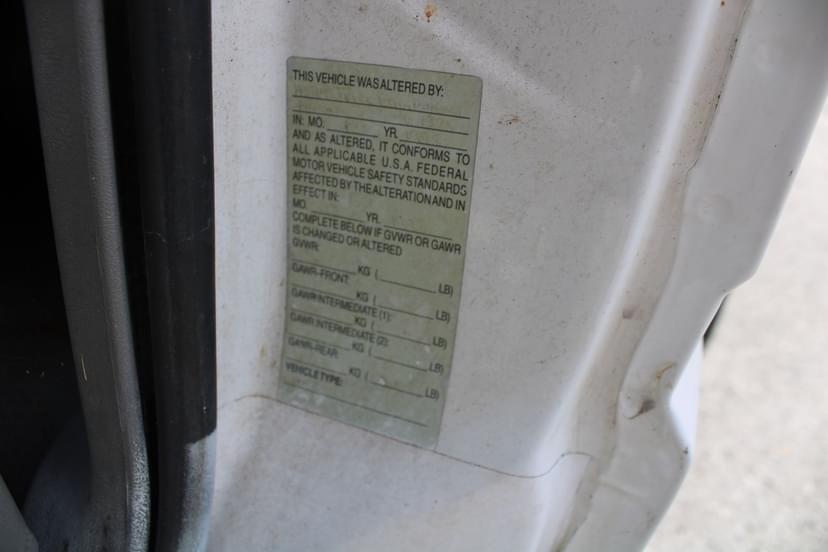 THIS VEHICLE WAS ALTERED BY:
IN: MO. YR.
AND AS ALTERED, IT CONFORMS TO
ALL APPLICABLE U.S.A. FEDERAL
MOTOR VEHICLE SAFETY STANDARDS
AFFECTED BY THE ALTERATION AND IN
EFFECT IN:
MO. YR.
COMPLETE BELOW IF GVWR OR GAWR
IS CHANGED OR ALTERED
GVWR:
KG ( LB)
GAWR-FRONT:
KG ( LB)
GAWR INTERMEDIATE (1):
KG ( LB)
GAWR INTERMEDIATE (2):
KG ( LB)
GAWR-REAR:
KG ( LB)
VEHICLE TYPE: